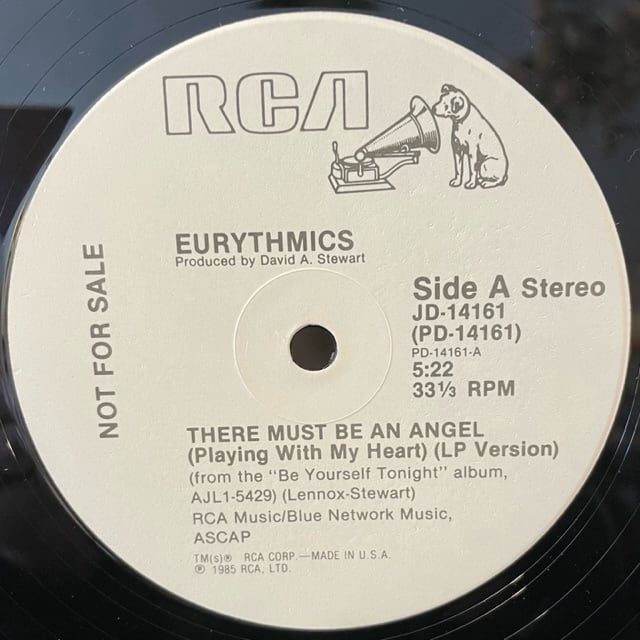 RCA
EURYTHMICS
Produced by David A. Stewart
NOT FOR SALE
Side A Stereo
JD-14161
(PD-14161)
PD-14161-A
5:22
33⅓ RPM
THERE MUST BE AN ANGEL
(Playing With My Heart) (LP Version)
(from the "Be Yourself Tonight" album,
AJL1-5429) (Lennox-Stewart)
RCA Music/Blue Network Music,
ASCAP
TM(s)® RCA CORP.—MADE IN U.S.A.
℗ 1985 RCA, LTD.